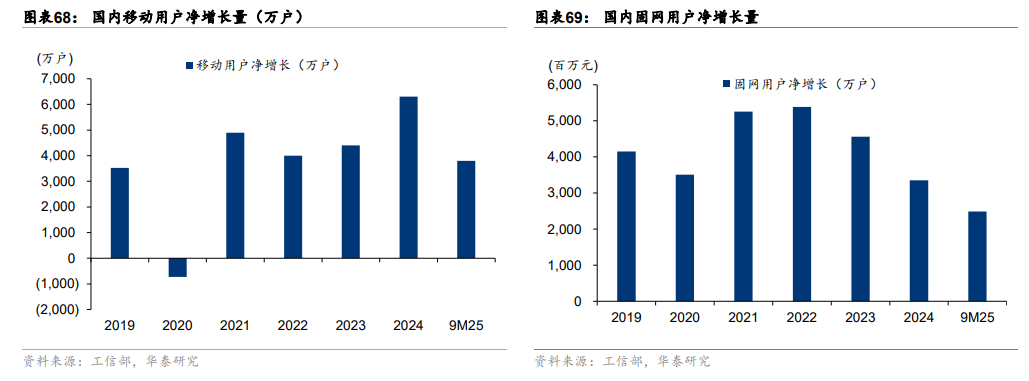 图表68： 国内移动用户净增长量（万户）
(万户)
移动用户净增长（万户）
7,000
6,000
5,000
4,000
3,000
2,000
1,000
0
(1,000)
(2,000)
2019 2020 2021 2022 2023 2024 9M25
资料来源：工信部，华泰研究
图表69： 国内固网用户净增长量
(百万元)
固网用户净增长（万户）
6,000
5,000
4,000
3,000
2,000
1,000
0
2019 2020 2021 2022 2023 2024 9M25
资料来源：工信部，华泰研究